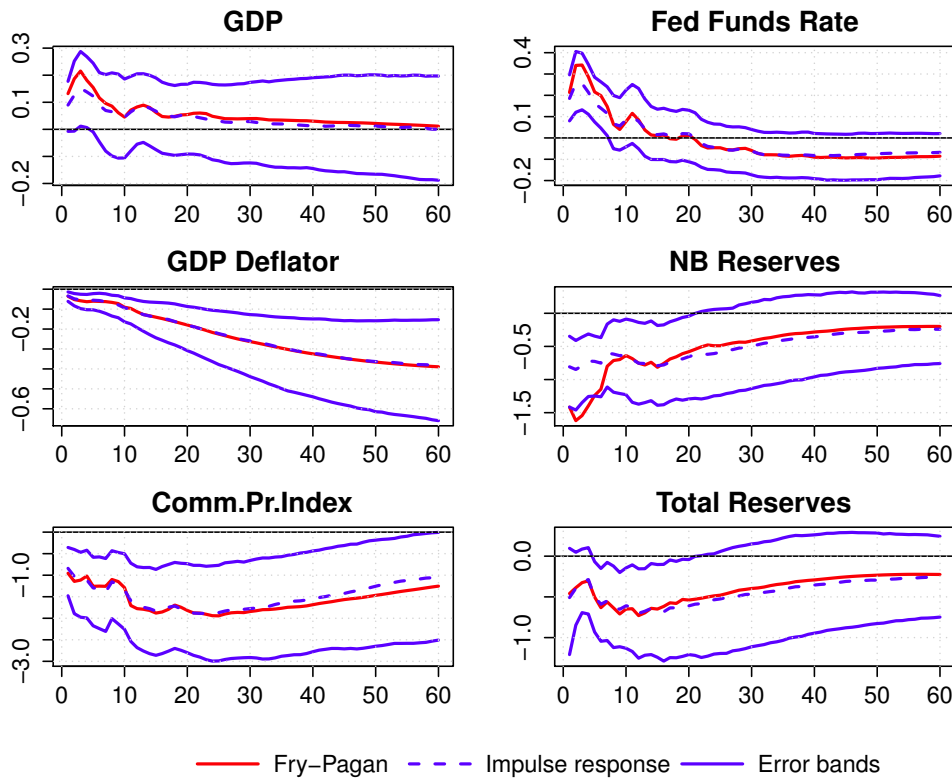 GDP
0.3
0.1
−0.2
0 10 20 30 40 50 60
Fed Funds Rate
0.4
0.1
−0.2
0 10 20 30 40 50 60
GDP Deflator
−0.2
−0.6
0 10 20 30 40 50 60
NB Reserves
−0.5
−1.5
0 10 20 30 40 50 60
Comm.Pr.Index
−1.0
−3.0
0 10 20 30 40 50 60
Total Reserves
0.0
−1.0
0 10 20 30 40 50 60
Fry−Pagan Impulse response Error bands